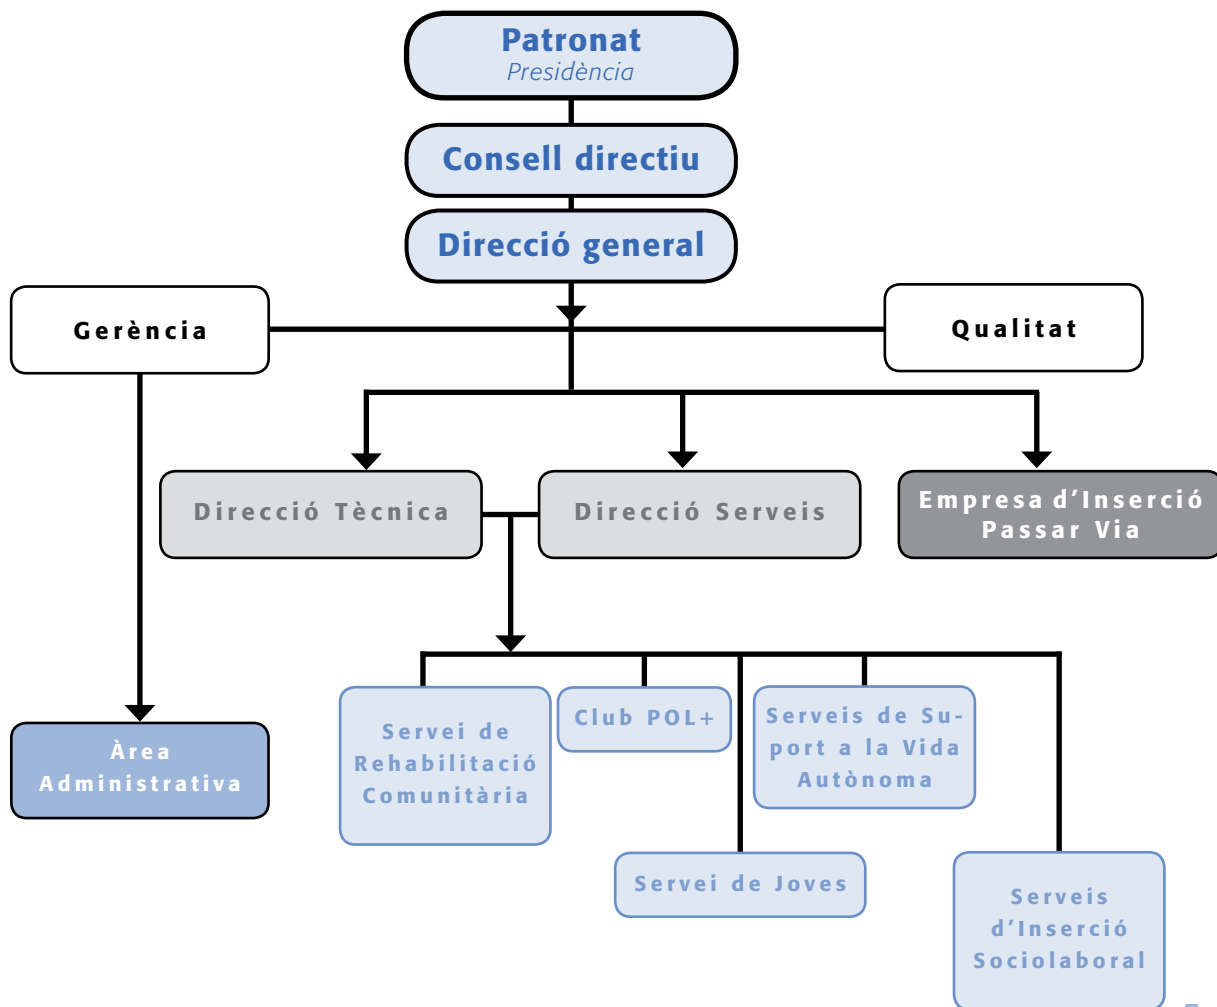 Patronat
Presidència
Consell directiu
Direcció general
Gerència
Qualitat
Direcció Tècnica
Direcció Serveis
Empresa d’Inserció
Passar Via
Àrea
Administrativa
Servei de
Rehabilitació
Comunitària
Club POL+
Serveis de Su-
port a la Vida
Autònoma
Servei de Joves
Serveis
d’Inserció
Sociolaboral